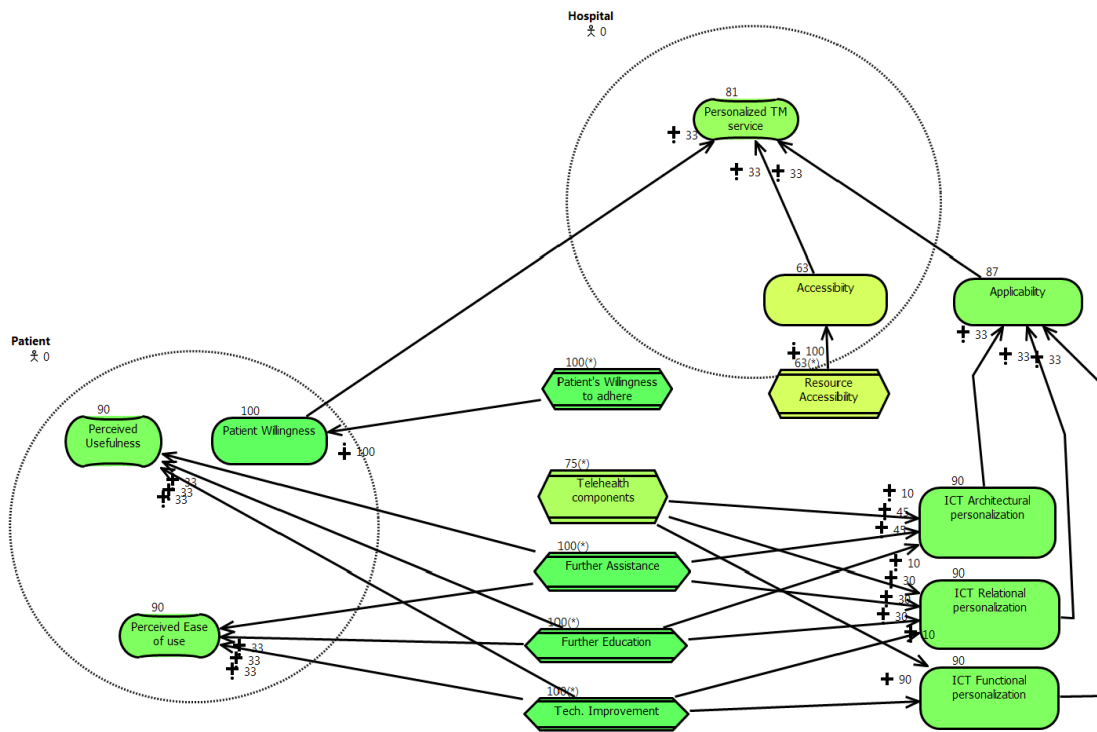 Hospital
0
81
Personalized TM
service
33
33
33
63
Accessibiity
87
Applicability
33
33
33
100
63(*)
Resource
Accessibility
Patient
0
100(*)
Patient's Willingness
to adhere
90
Perceived
Usefulness
100
Patient Willingness
100
33
33
33
75(*)
Telehealth
components
90
ICT Architectural
personalization
10
45
45
100(*)
Further Assistance
10
30
30
30
10
90
ICT Relational
personalization
90
Perceived Ease
of use
33
33
33
100(*)
Further Education
90
ICT Functional
personalization
90
100(*)
Tech. Improvement